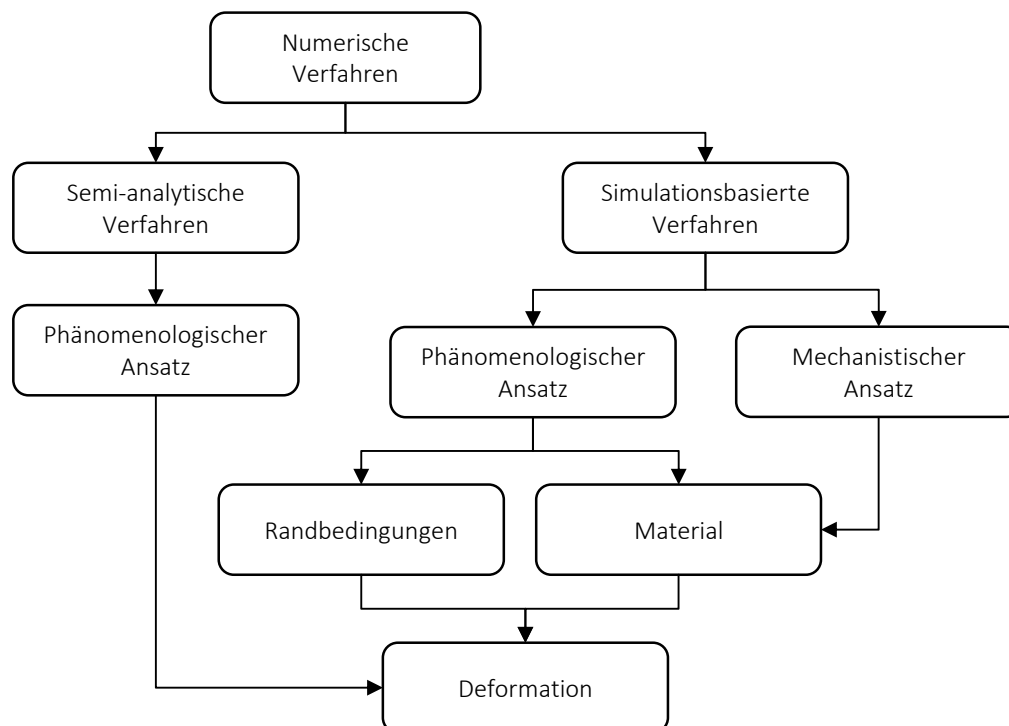 Numerische
Verfahren
Semi-analytische
Verfahren
Simulationsbasierte
Verfahren
Phänomenologischer
Ansatz
Phänomenologischer
Ansatz
Mechanistischer
Ansatz
Randbedingungen
Material
Deformation